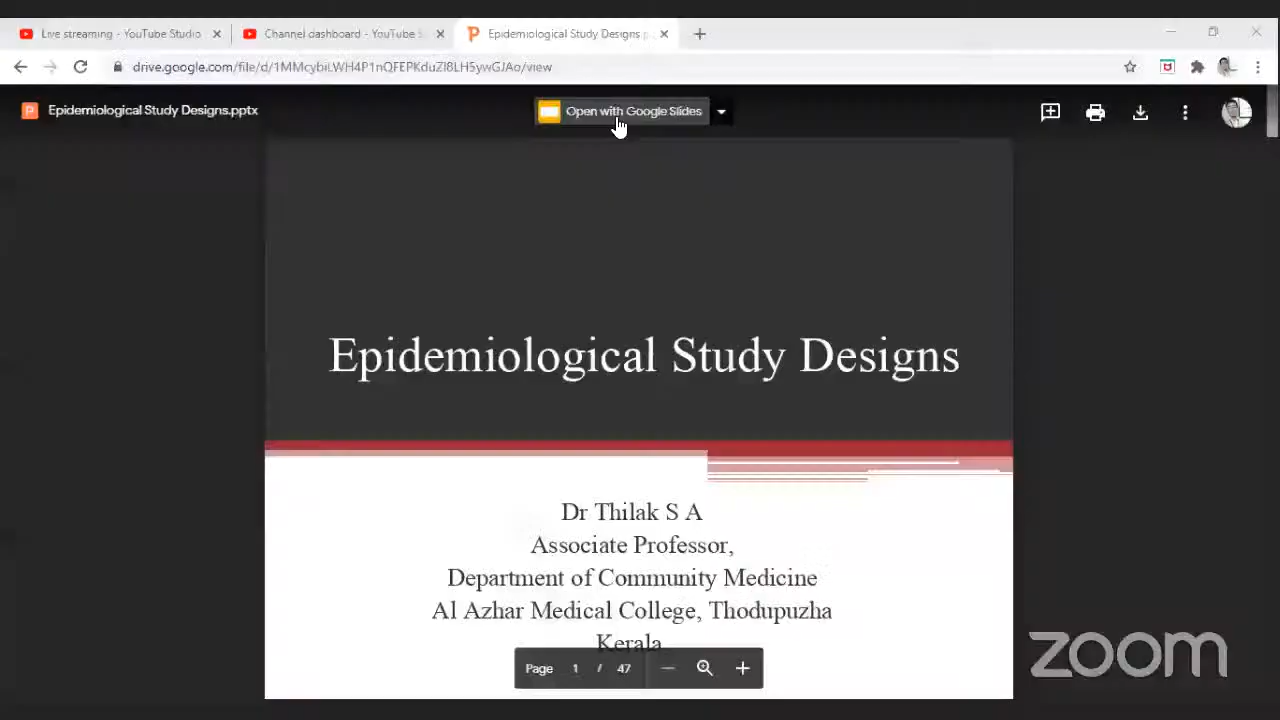 Live streaming - YouTube Studio
Channel dashboard - YouTube S
Epidemiological Study Designs.p
drive.google.com/file/d/1MMcybiLWH4P1nQFEPKduZl8LH5ywGJAo/view
Epidemiological Study Designs.pptx
Open with Google Slides
Epidemiological Study Designs
Dr Thilak S A
Associate Professor,
Department of Community Medicine
Al Azhar Medical College, Thodupuzha
Kerala
Page 1 / 47
zoom